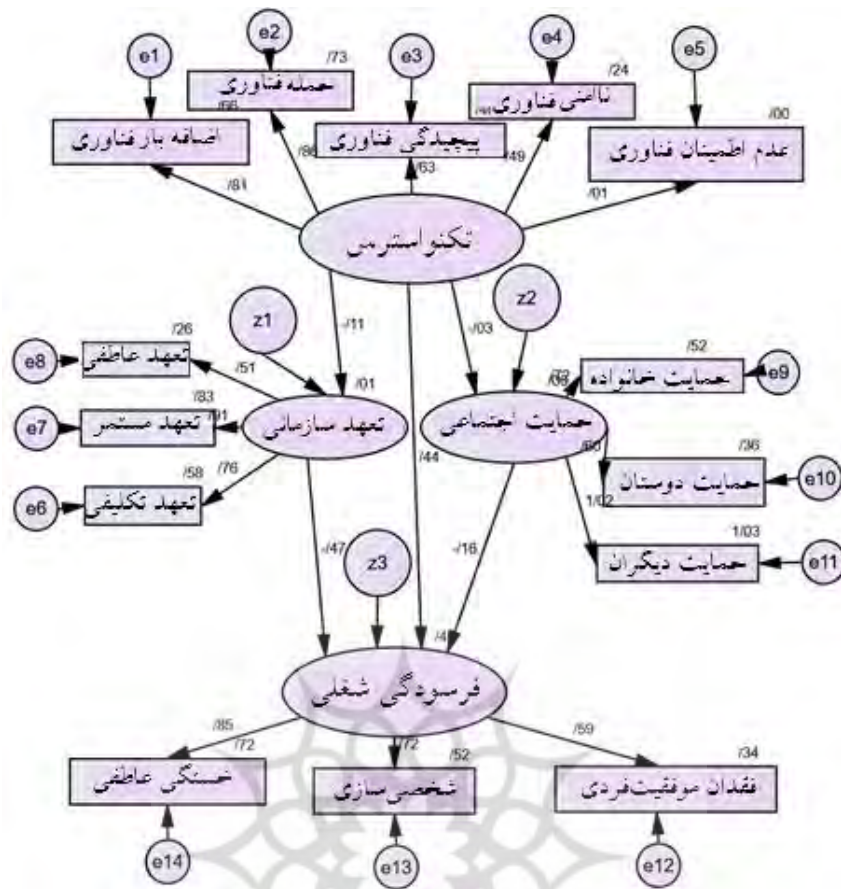 e1
e2
e3
e4
e5
/73
حمله فناوری
/24
ناامنی فناوری
/66
اضافه بار فناوری
پیچیدگی فناوری
/00
عدم اطمینان فناوری
/81
/86
/63
/49
/01
تکنواسترس
z1
z2
-/11
-/03
/26
تعهد عاطفی
e8
/51
/01
/52
حمایت خانواده
e9
/72
/83
تعهد مستمر
e7
/91
تعهد سازمانی
حمایت اجتماعی
/60
/36
حمایت دوستان
e10
/58
تعهد تکلیفی
e6
/76
/44
1/02
1/03
حمایت دیگران
e11
-/47
-/16
z3
فرسودگی شغلی
/85
/72
/72
/59
/72
خستگی عاطفی
/52
شخصی‌سازی
/34
فقدان موفقیت فردی
e14
e13
e12